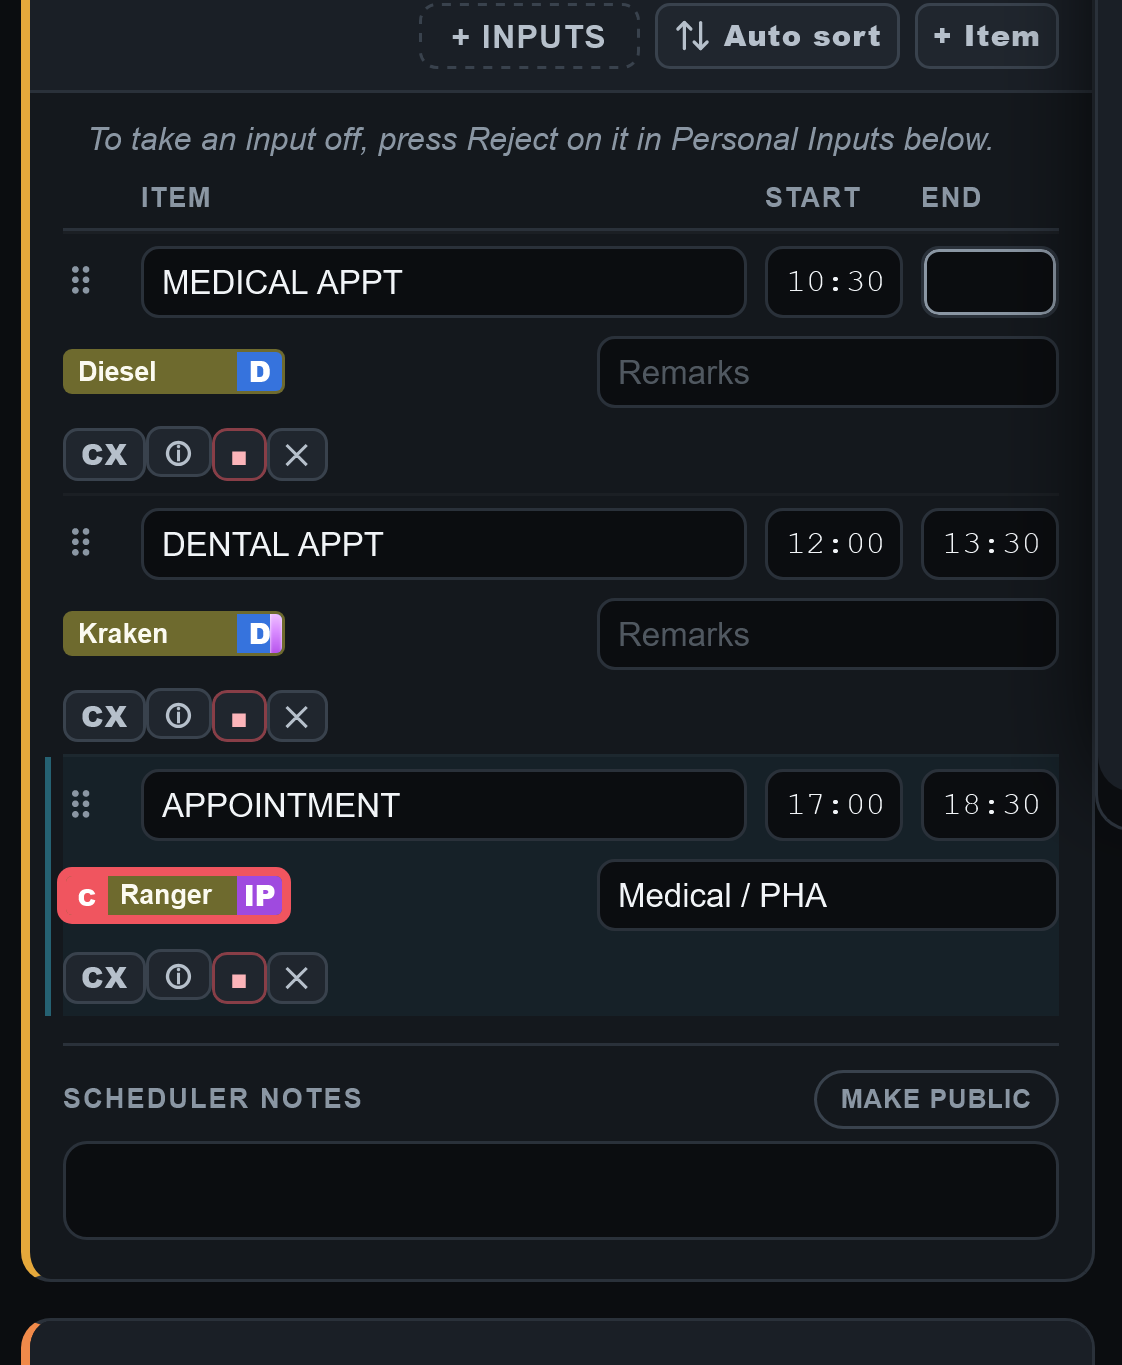 + INPUTS Auto sort + Item
To take an input off, press Reject on it in Personal Inputs below.
ITEM START END
MEDICAL APPT 10:30
Diesel D Remarks
CX
DENTAL APPT 12:00 13:30
Kraken D Remarks
CX
APPOINTMENT 17:00 18:30
c Ranger IP Medical / PHA
CX
SCHEDULER NOTES MAKE PUBLIC